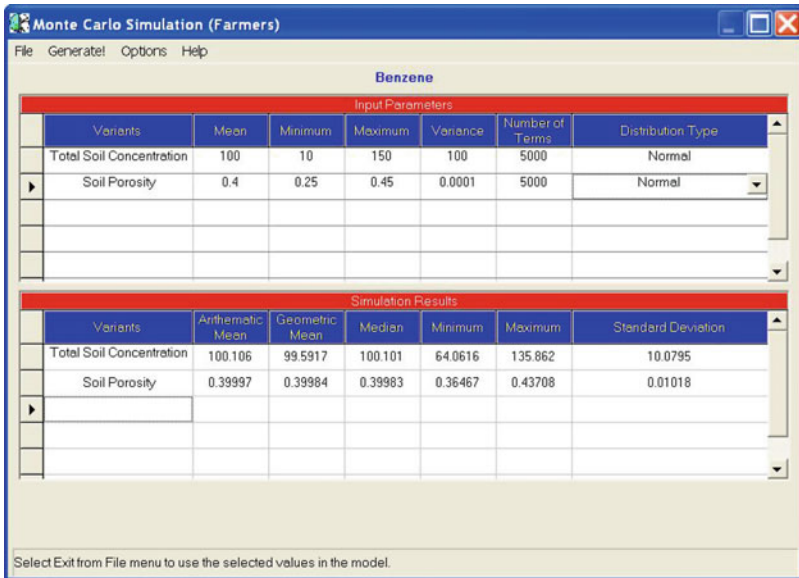 Monte Carlo Simulation (Farmers)
File Generate! Options Help
Benzene
Input Parameters
Variants Mean Minimum Maximum Variance Number of Terms Distribution Type
Total Soil Concentration 100 10 150 100 5000 Normal
Soil Porosity 0.4 0.25 0.45 0.0001 5000 Normal
Simulation Results
Variants Arithematic Mean Geometric Mean Median Minimum Maximum Standard Deviation
Total Soil Concentration 100.106 99.5917 100.101 64.0616 135.862 10.0795
Soil Porosity 0.39997 0.39984 0.39983 0.36467 0.43708 0.01018
Select Exit from File menu to use the selected values in the model.